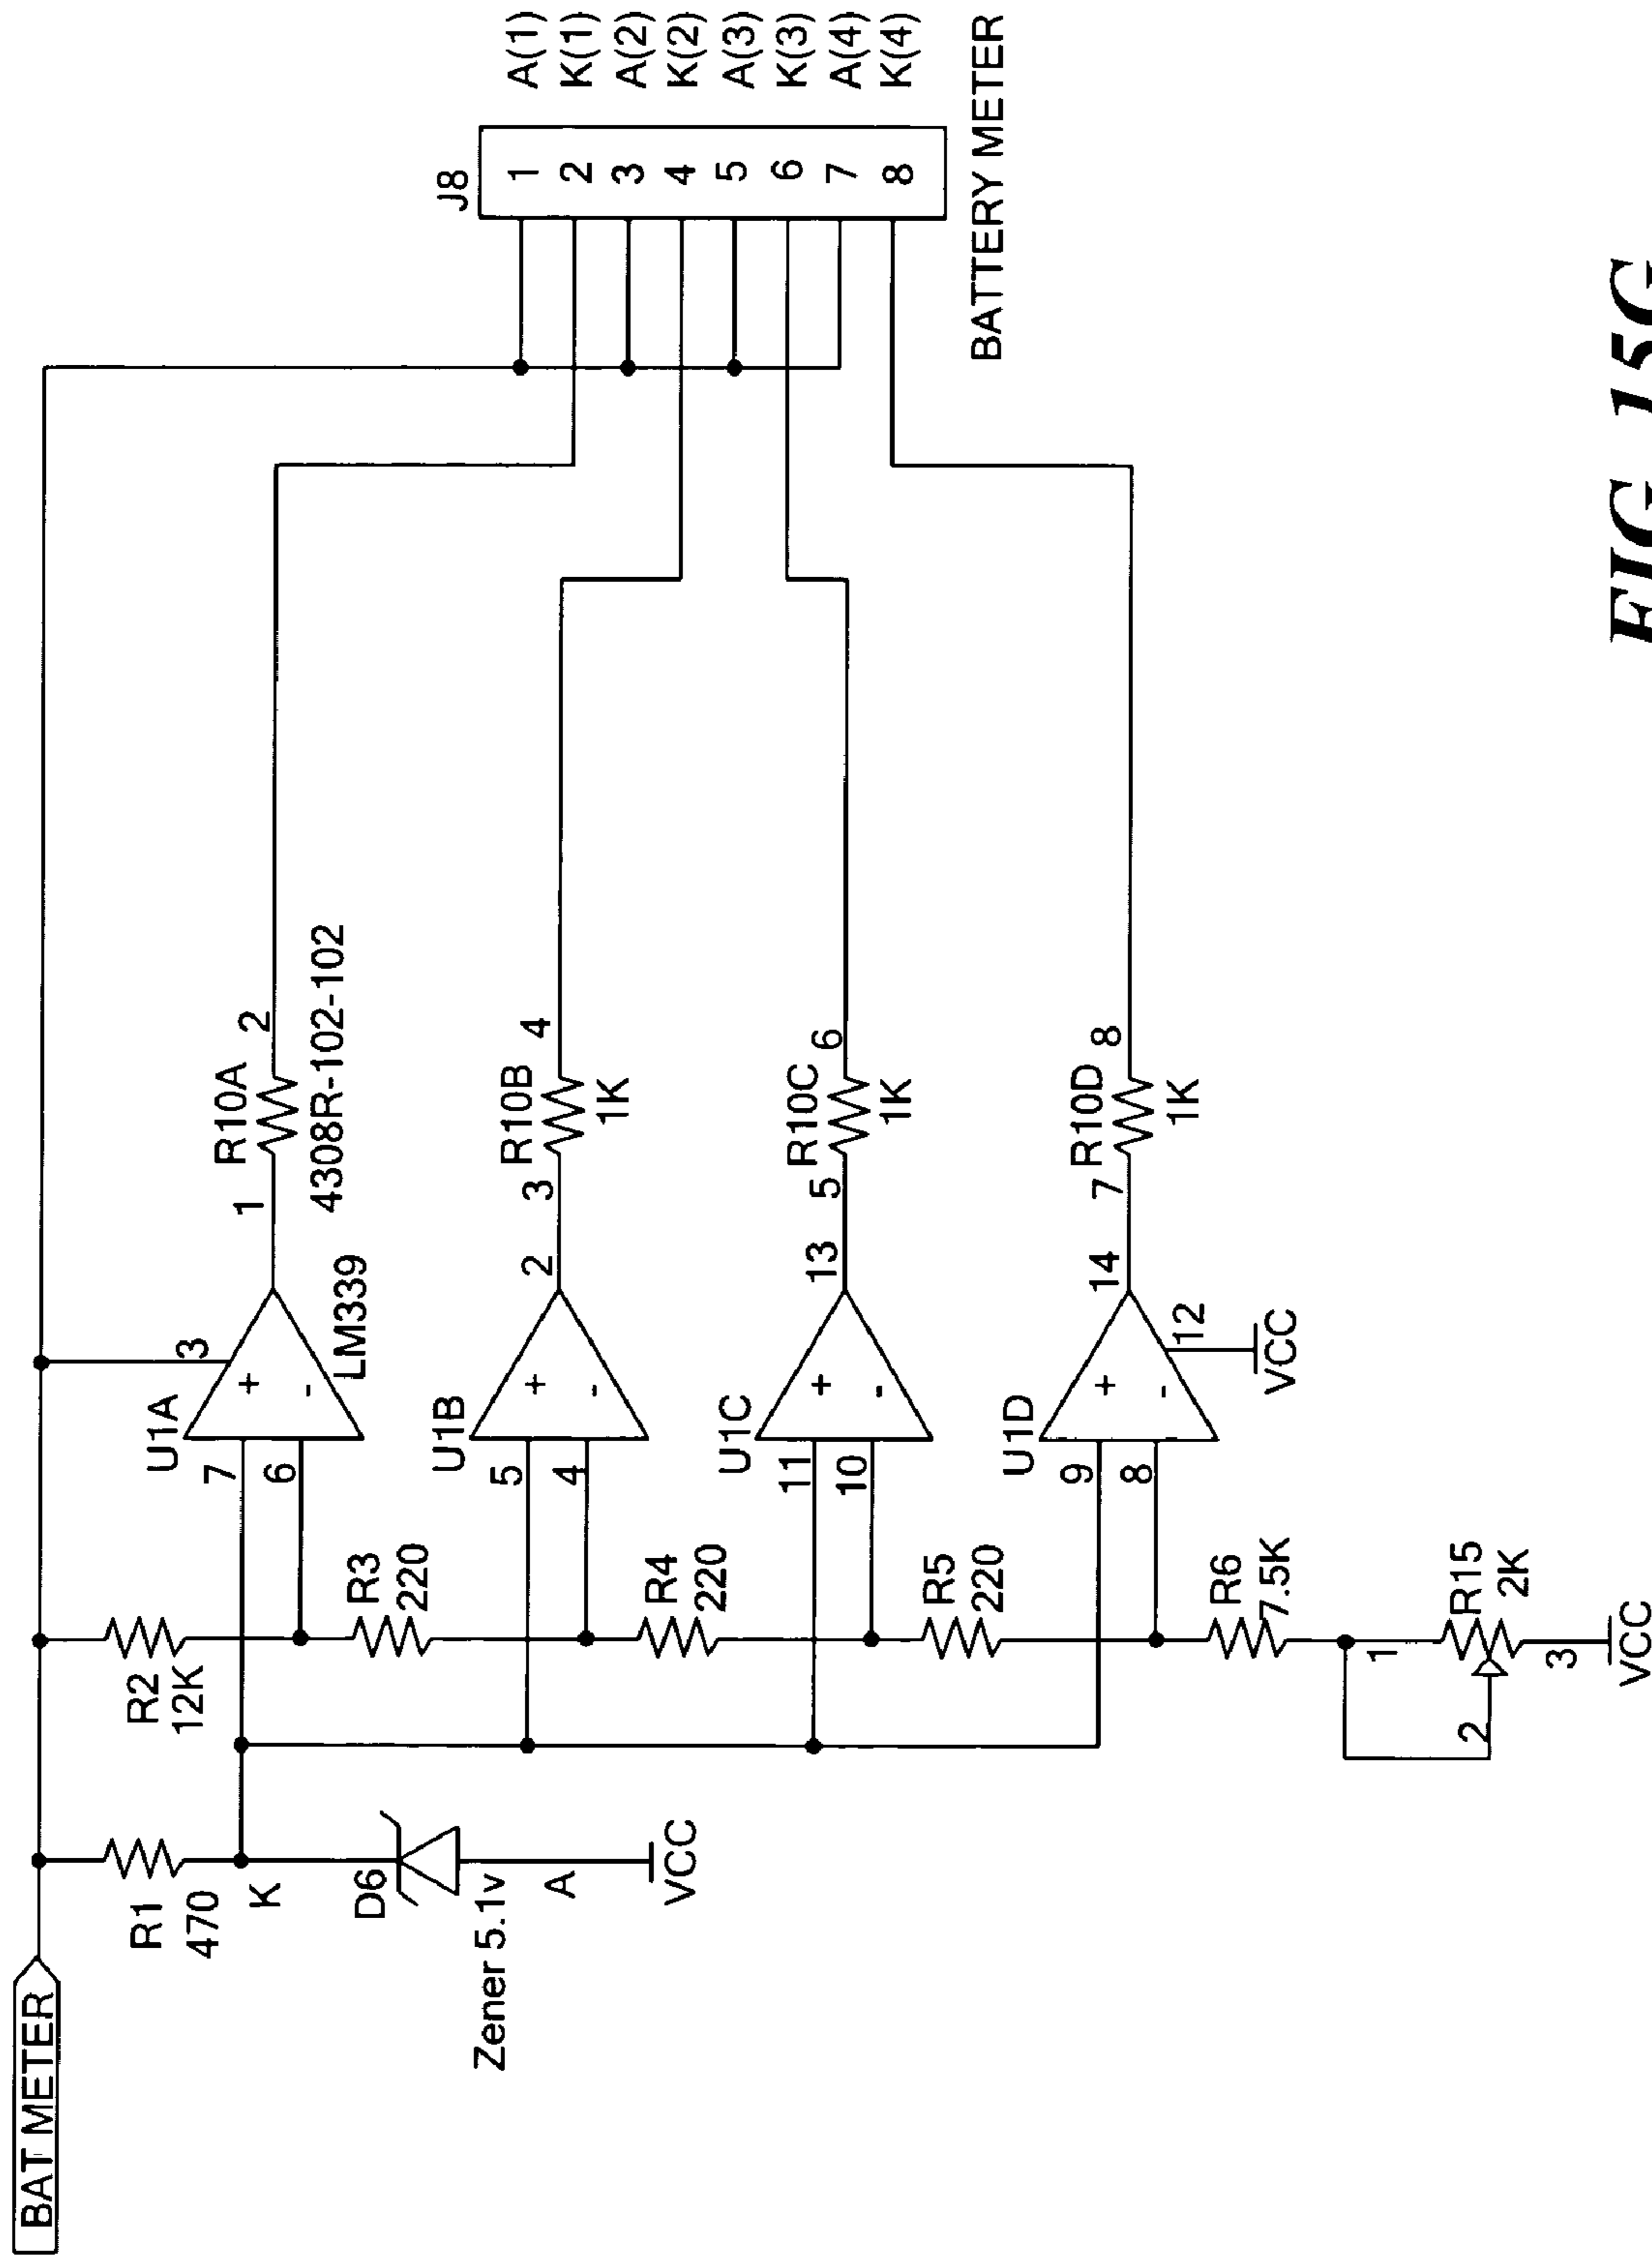 BAT METER
R1
470
K
D6
Zener 5.1v
A
VCC
R2
12K
R3
220
R4
220
R5
220
R6
7.5K
1
R15
2K
2
3
VCC
U1A
7
6
+
-
3
LM339
U1B
5
4
+
-
2
U1C
11
10
+
-
13
U1D
9
8
+
-
14
12
VCC
1
R10A
2
4308R-102-102
3
R10B
4
1K
5
R10C
6
1K
7
R10D
8
1K
J8
1
2
3
4
5
6
7
8
A(1)
K(1)
A(2)
K(2)
A(3)
K(3)
A(4)
K(4)
BATTERY METER
FIG. 15G